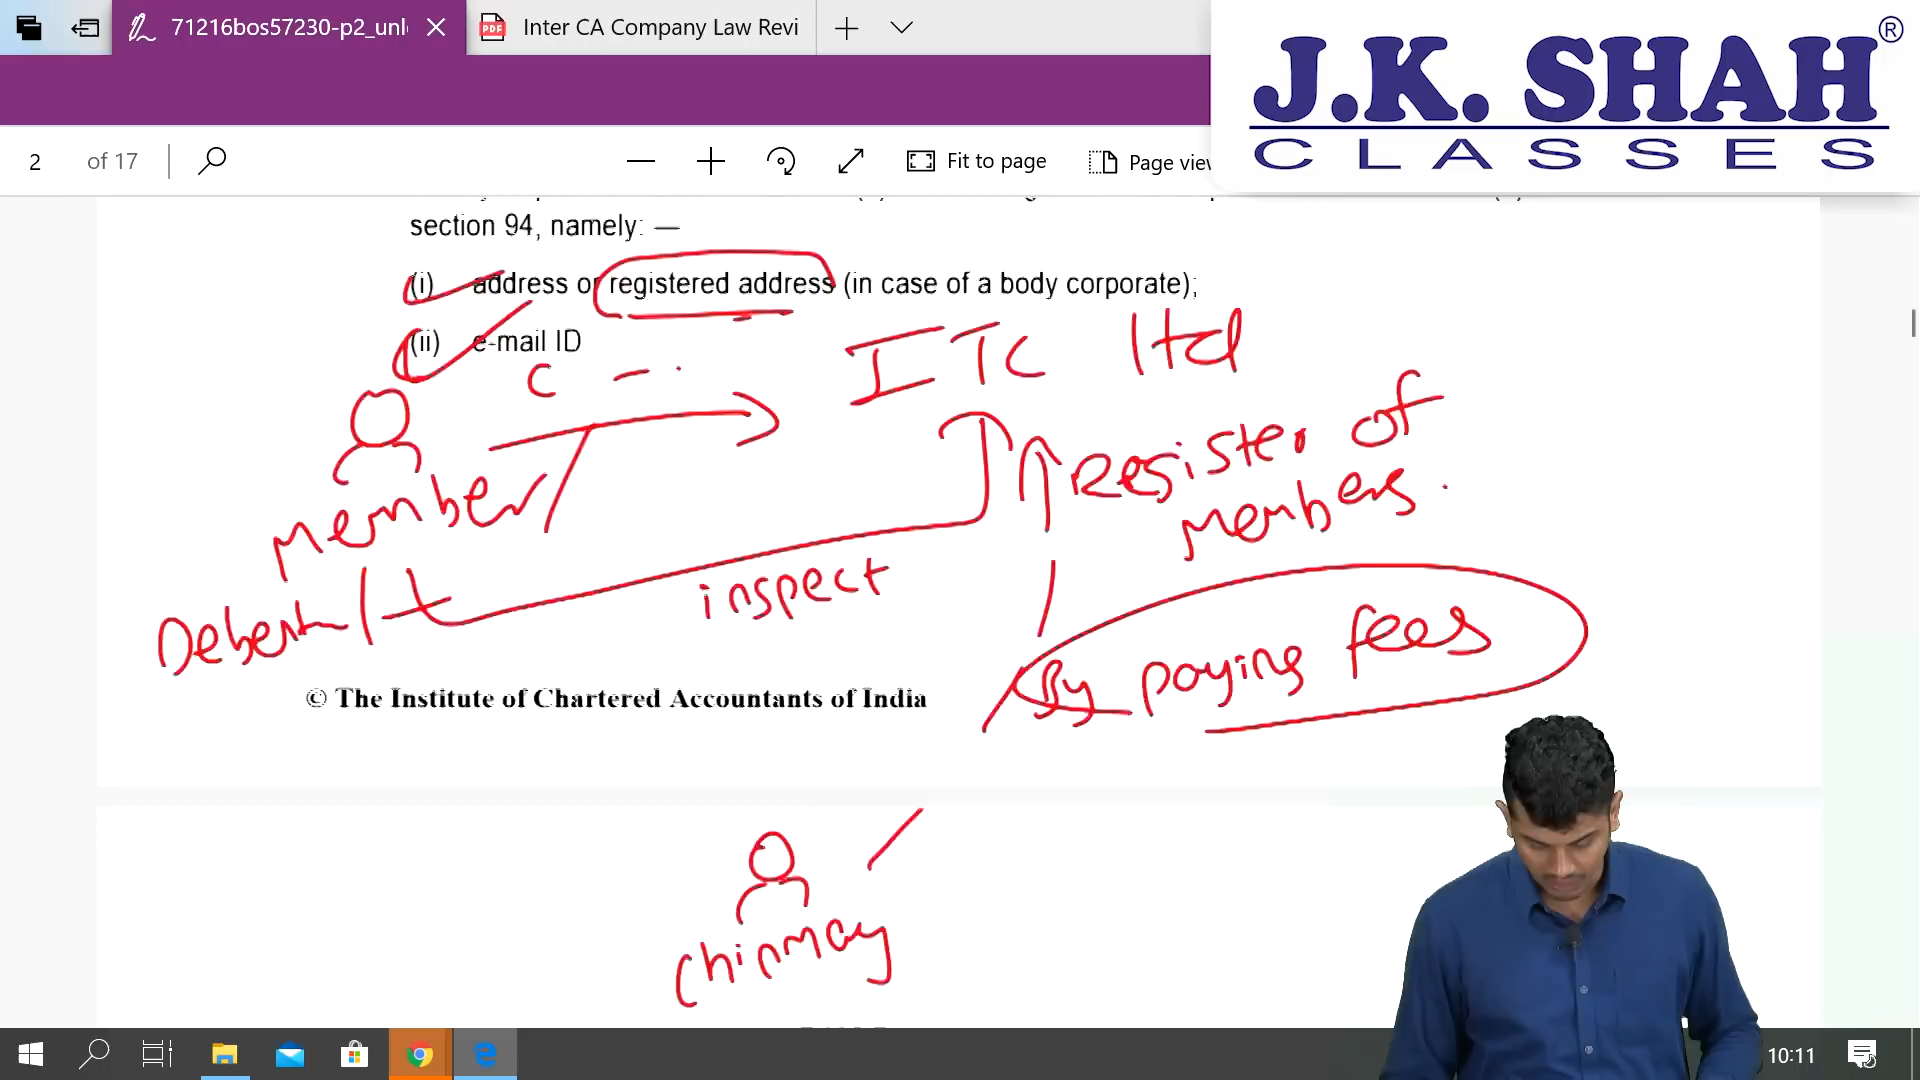 71216bos57230-p2_unl
Inter CA Company Law Revi
J.K. SHAH®
CLASSES
2 of 17
Fit to page
Page view
section 94, namely: —
(i) address or registered address (in case of a body corporate);
(ii) e-mail ID
C
ITC ltd
Register of
members.
Member
inspect
By paying fees
© The Institute of Chartered Accountants of India
Chinmay
10:11